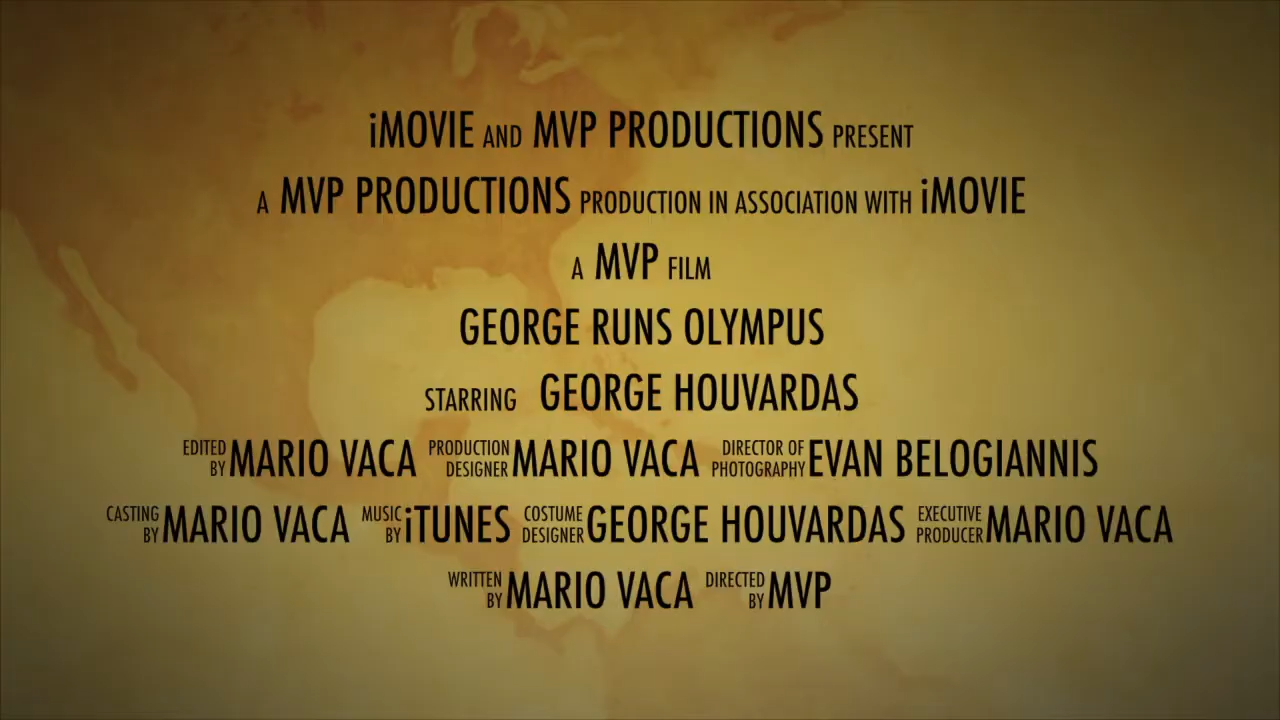 iMOVIE AND MVP PRODUCTIONS PRESENT
A MVP PRODUCTIONS PRODUCTION IN ASSOCIATION WITH iMOVIE
A MVP FILM
GEORGE RUNS OLYMPUS
STARRING GEORGE HOUVARDAS
EDITED BY MARIO VACA PRODUCTION DESIGNER MARIO VACA DIRECTOR OF PHOTOGRAPHY EVAN BELOGIANNIS
CASTING BY MARIO VACA MUSIC BY iTUNES COSTUME DESIGNER GEORGE HOUVARDAS EXECUTIVE PRODUCER MARIO VACA
WRITTEN BY MARIO VACA DIRECTED BY MVP